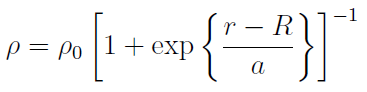 ρ = ρ₀ [1 + exp {(r − R)/a}]⁻¹